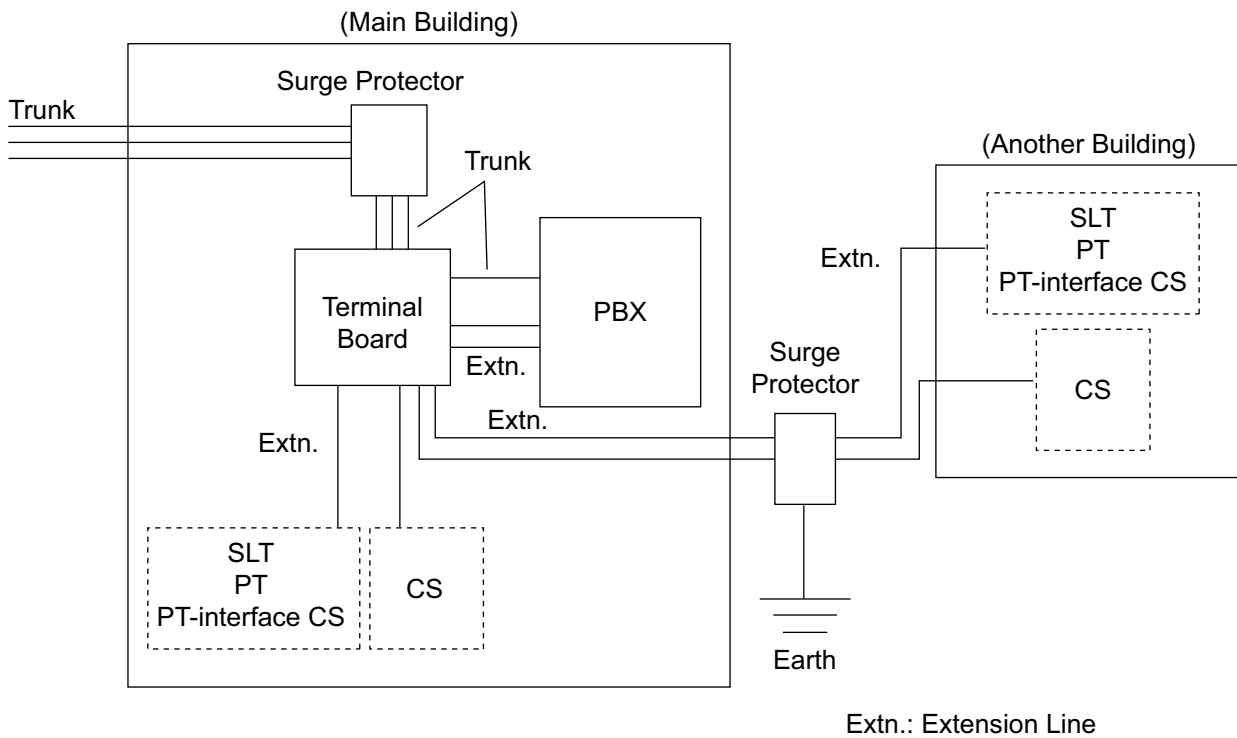 (Main Building)
Surge Protector
Trunk
Trunk
(Another Building)
SLT
PT
PT-interface CS
Extn.
Terminal
Board
PBX
Extn.
Surge
Protector
CS
Extn.
Extn.
SLT
PT
PT-interface CS
CS
Earth
Extn.: Extension Line